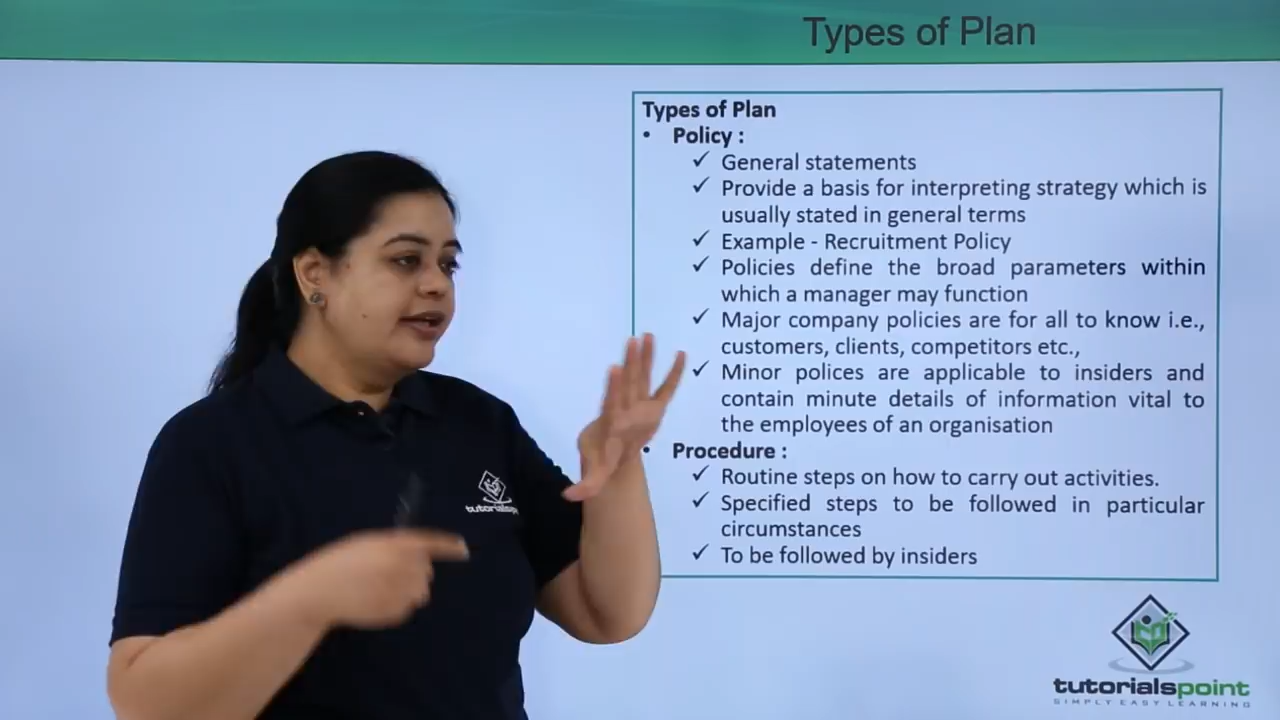 Types of Plan
Types of Plan
• Policy :
✓ General statements
✓ Provide a basis for interpreting strategy which is
usually stated in general terms
✓ Example - Recruitment Policy
✓ Policies define the broad parameters within
which a manager may function
✓ Major company policies are for all to know i.e.,
customers, clients, competitors etc.,
✓ Minor polices are applicable to insiders and
contain minute details of information vital to
the employees of an organisation
• Procedure :
✓ Routine steps on how to carry out activities.
✓ Specified steps to be followed in particular
circumstances
✓ To be followed by insiders
tutorialspo
tutorialspoint
SIMPLY EASY LEARNING